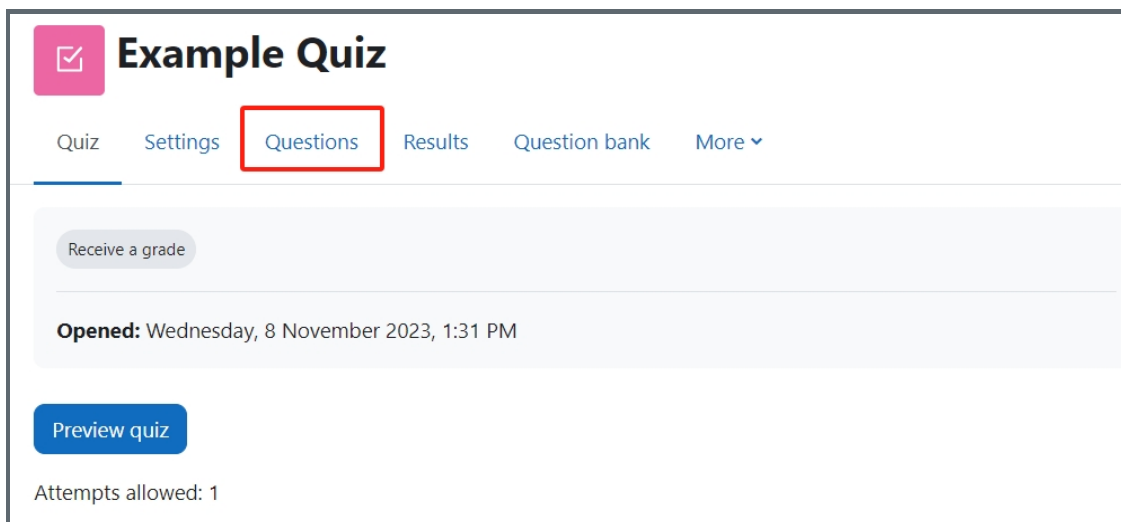 Example Quiz
Quiz Settings Questions Results Question bank More
Receive a grade
Opened: Wednesday, 8 November 2023, 1:31 PM
Preview quiz
Attempts allowed: 1